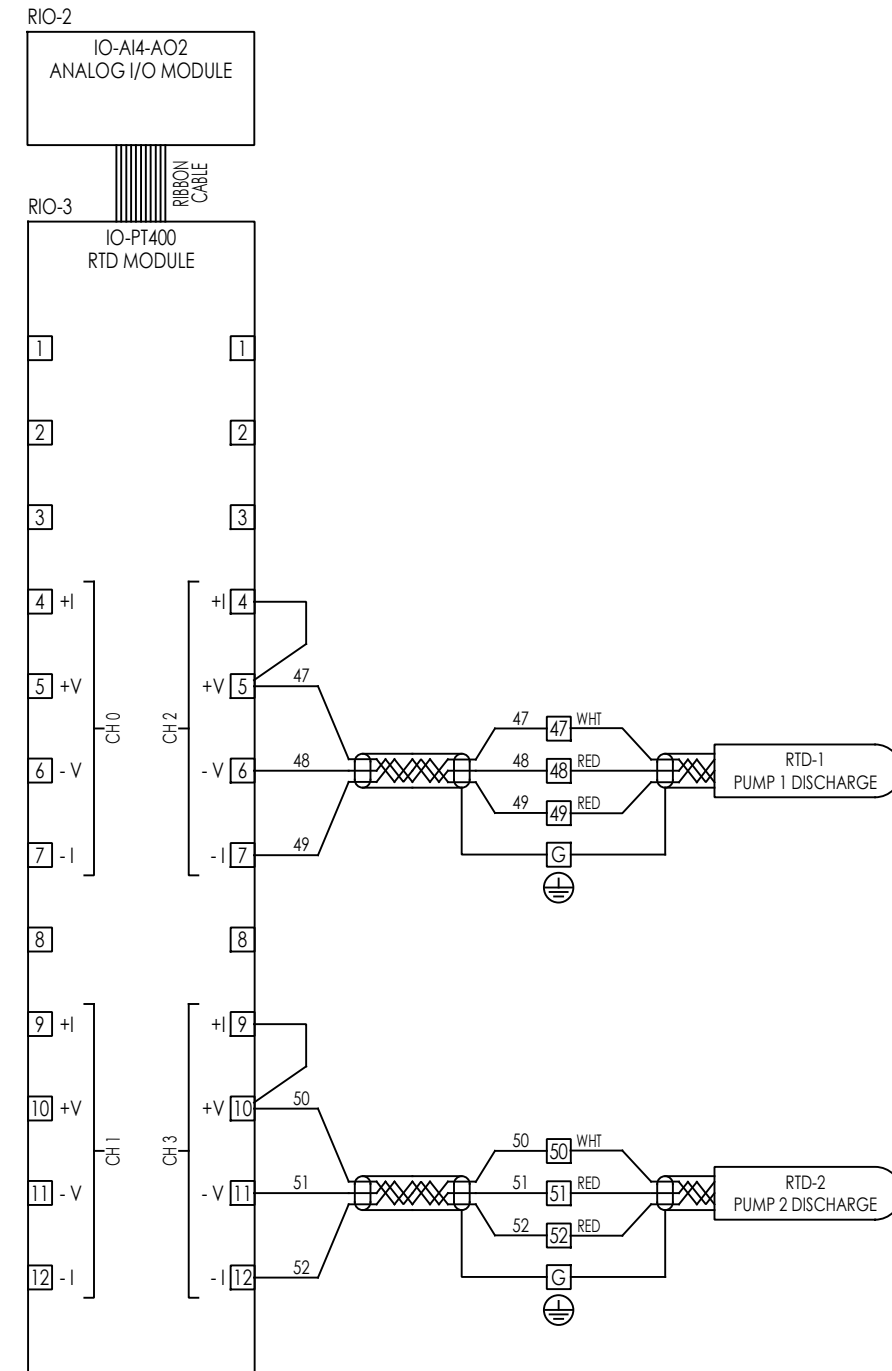 RIO-2
IO-AI4-AO2
ANALOG I/O MODULE
RIBBON
CABLE
RIO-3
IO-PT400
RTD MODULE
1 1
2 2
3 3
4 +I +I 4
5 +V +V 5 47
6 - V - V 6 48
7 - I - I 7 49
CH 0
CH 2
47 47 WHT
48 48 RED
49 49 RED
G
RTD-1
PUMP 1 DISCHARGE
8 8
9 +I +I 9
10 +V +V 10 50
11 - V - V 11 51
12 - I - I 12 52
CH 1
CH 3
50 50 WHT
51 51 RED
52 52 RED
G
RTD-2
PUMP 2 DISCHARGE